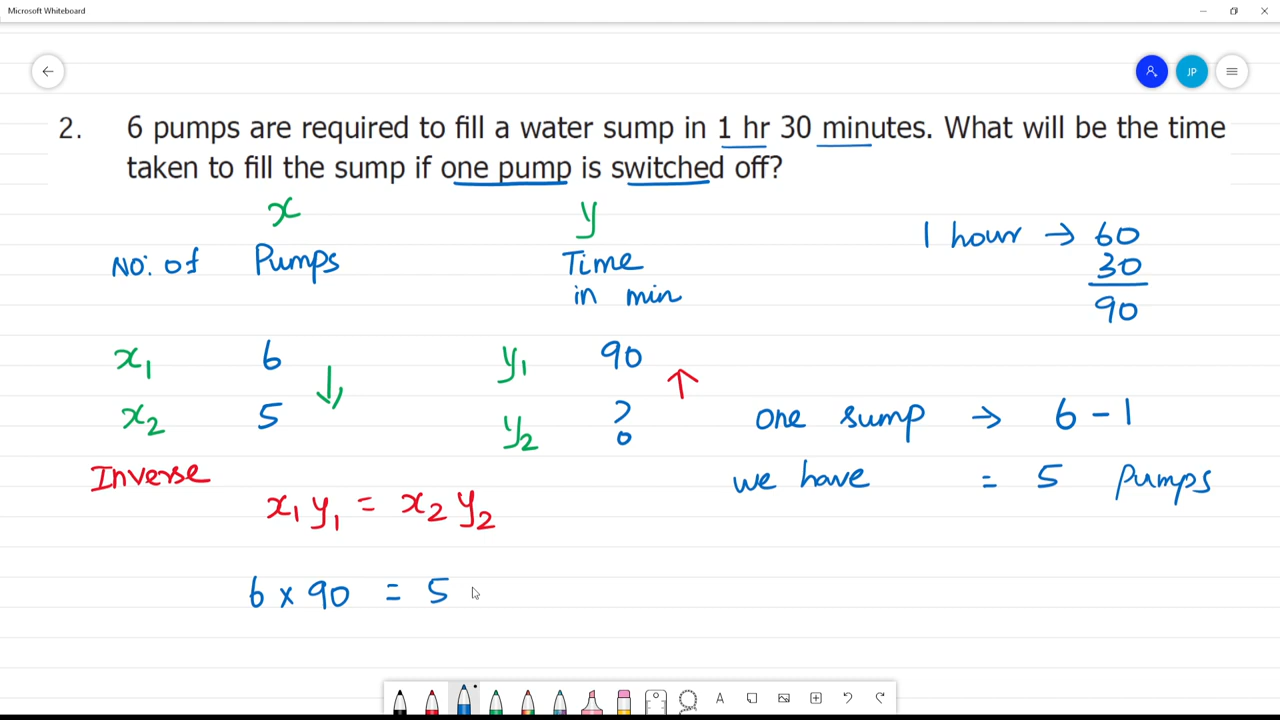 Microsoft Whiteboard
JP
2. 6 pumps are required to fill a water sump in 1 hr 30 minutes. What will be the time
taken to fill the sump if one pump is switched off?
x y
No. of Pumps Time
in min
1 hour → 60
30
90
x₁ 6 ↓ y₁ 90 ↑
x₂ 5 y₂ ?
one sump → 6 - 1
we have = 5 Pumps
Inverse
x₁ y₁ = x₂ y₂
6 × 90 = 5
A